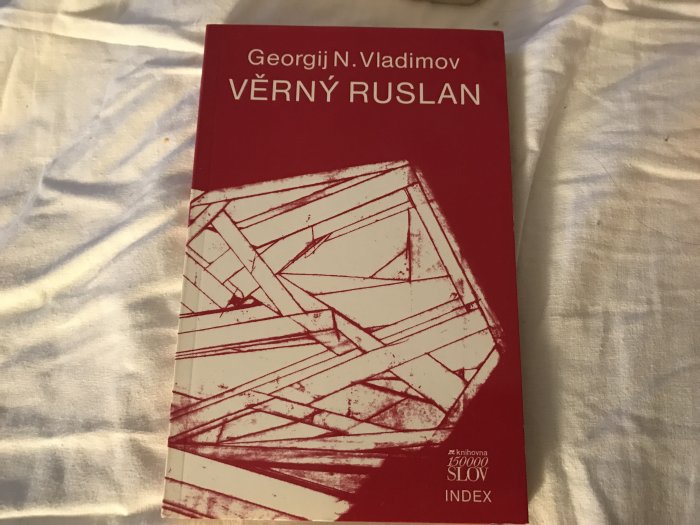 Georgij N. Vladimov
VĚRNÝ RUSLAN
knihovna
150000
SLOV
INDEX